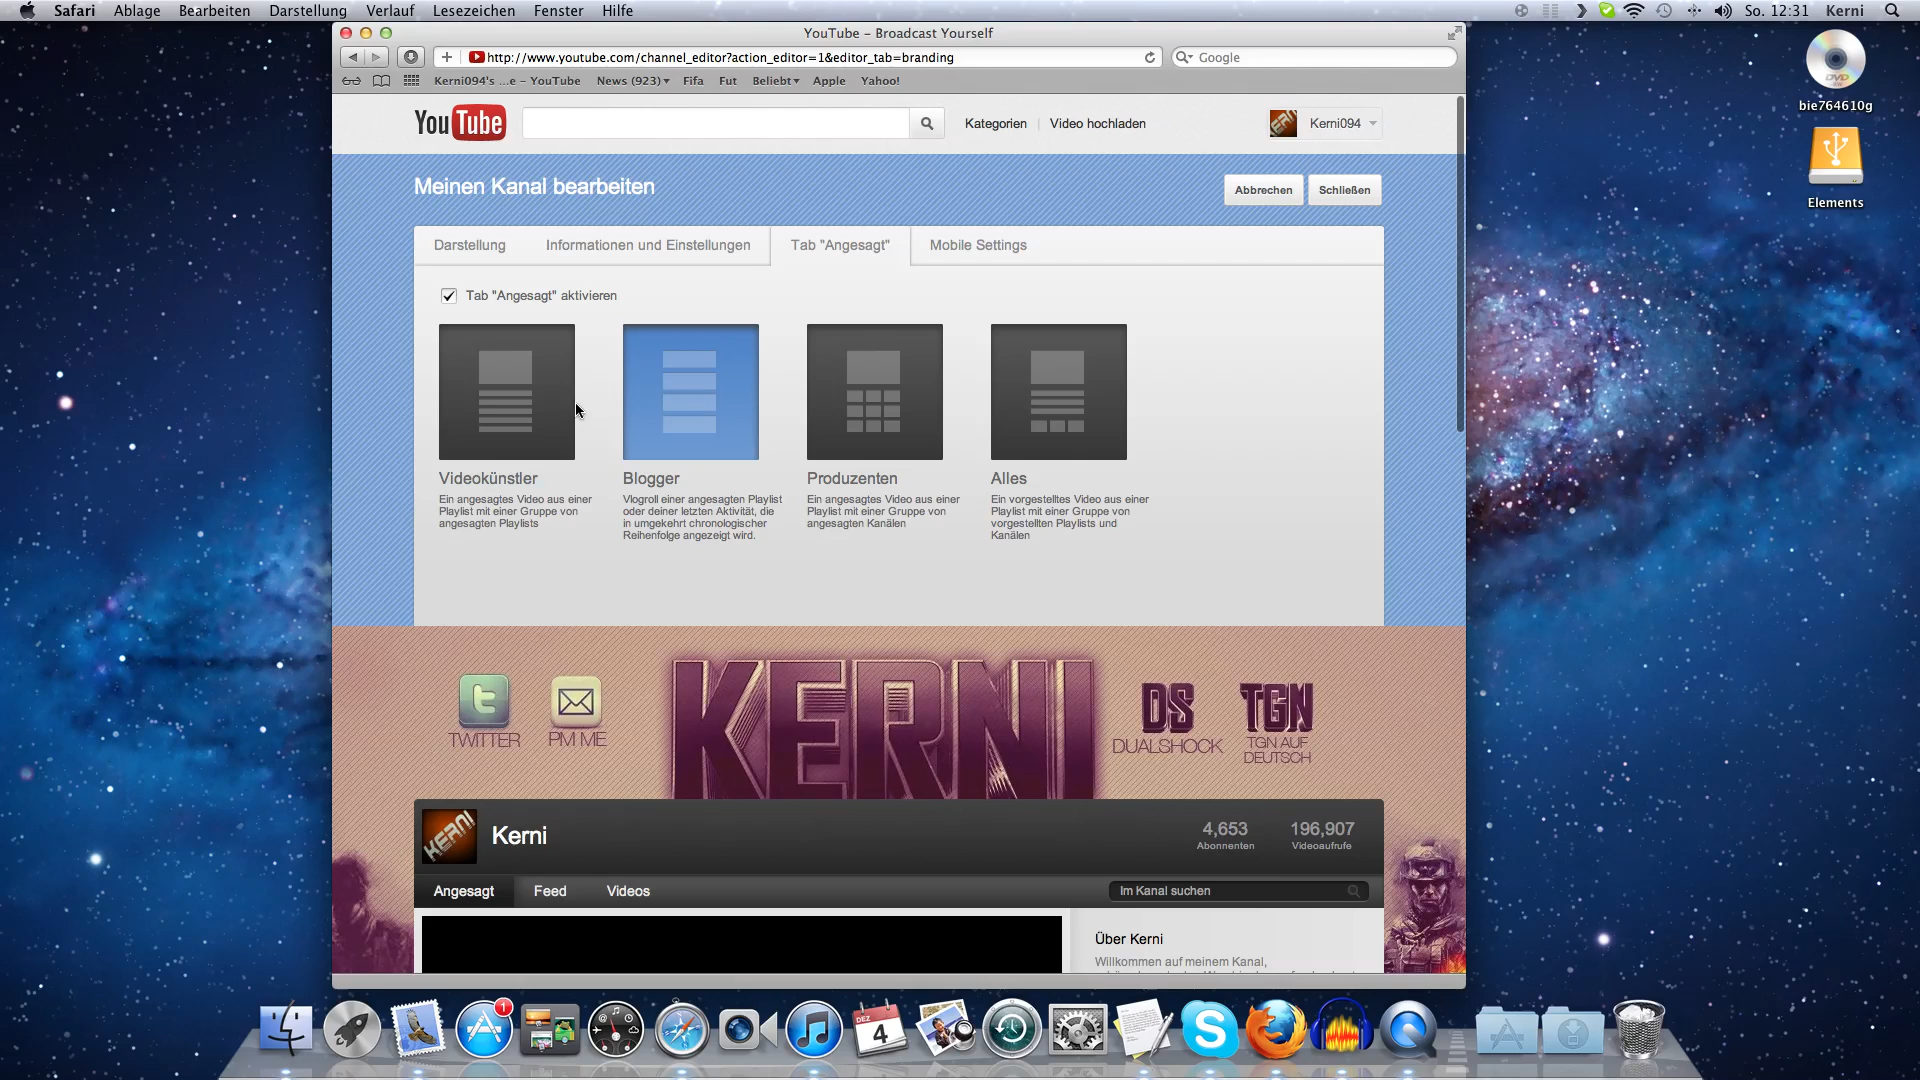 Safari Ablage Bearbeiten Darstellung Verlauf Lesezeichen Fenster Hilfe So. 12:31 Kerni
YouTube – Broadcast Yourself
http://www.youtube.com/channel_editor?action_editor=1&editor_tab=branding
Google
Kerni094's ...e – YouTube News (923) Fifa Fut Beliebt Apple Yahoo!
DVD
bie764610g
YouTube
Kategorien Video hochladen Kerni094
Elements
Meinen Kanal bearbeiten
Abbrechen Schließen
Darstellung Informationen und Einstellungen Tab "Angesagt" Mobile Settings
Tab "Angesagt" aktivieren
Videokünstler
Ein angesagtes Video aus einer
Playlist mit einer Gruppe von
angesagten Playlists
Blogger
Vlogroll einer angesagten Playlist
oder deiner letzten Aktivität, die
in umgekehrt chronologischer
Reihenfolge angezeigt wird.
Produzenten
Ein angesagtes Video aus einer
Playlist mit einer Gruppe von
angesagten Kanälen
Alles
Ein vorgestelltes Video aus einer
Playlist mit einer Gruppe von
vorgestellten Playlists und
Kanälen
TWITTER
PM ME
KERNI
DS
DUALSHOCK
TGN
TGN AUF
DEUTSCH
KERNI
Kerni
4,653
Abonnenten
196,907
Videoaufrufe
Angesagt Feed Videos
Im Kanal suchen
Über Kerni
Willkommen auf meinem Kanal,
1
DEZ
4